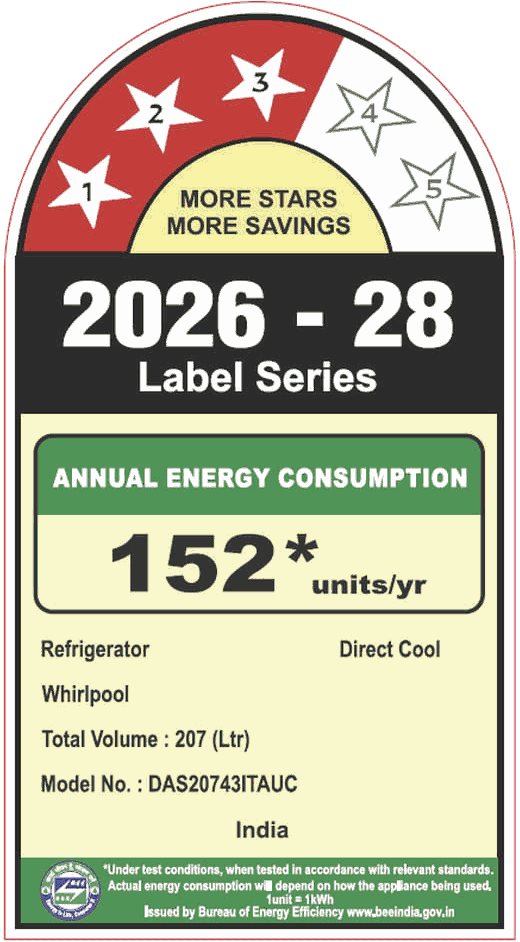 1
2
3
4
5
MORE STARS
MORE SAVINGS
2026 - 28
Label Series
ANNUAL ENERGY CONSUMPTION
152* units/yr
Refrigerator Direct Cool
Whirlpool
Total Volume : 207 (Ltr)
Model No. : DAS20743ITAUC
India
*Under test conditions, when tested in accordance with relevant standards.
Actual energy consumption will depend on how the appliance being used.
1unit = 1kWh
Issued by Bureau of Energy Efficiency www.beeindia.gov.in